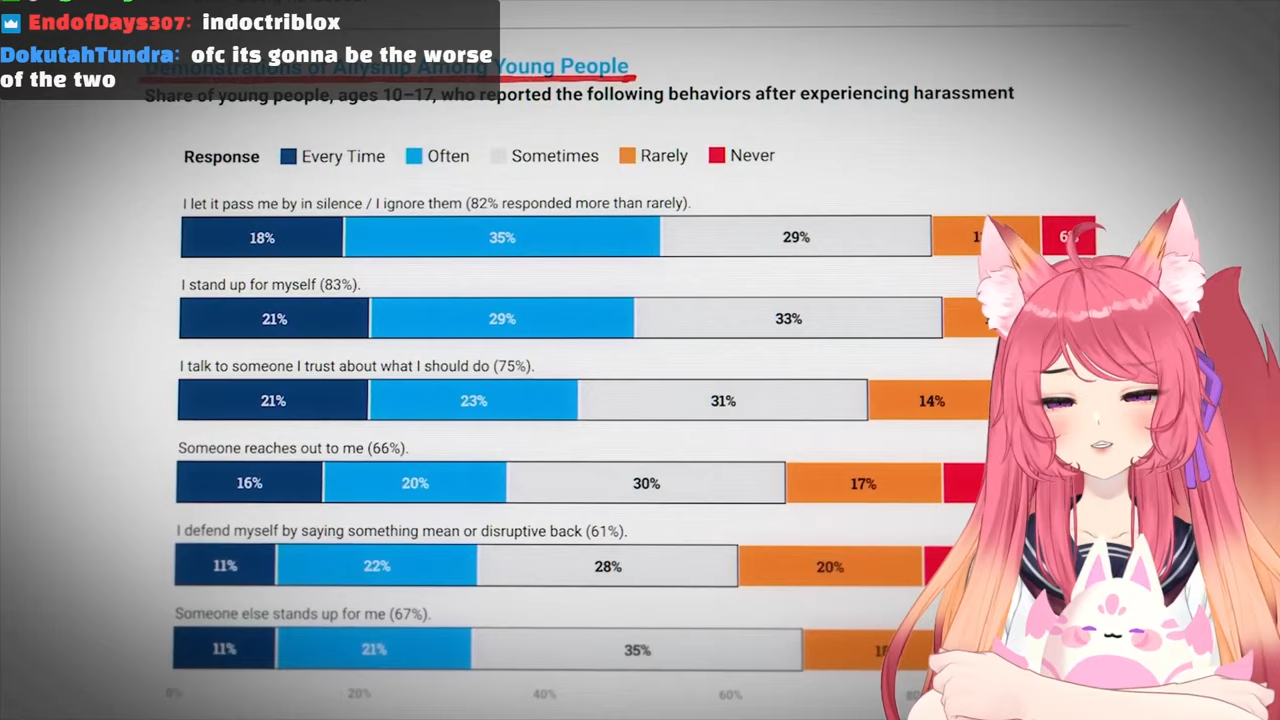 EndofDays307: indoctriblox
DokutahTundra: ofc its gonna be the worse
of the two
Demonstrations of Allyship Among Young People
Share of young people, ages 10–17, who reported the following behaviors after experiencing harassment
Response Every Time Often Sometimes Rarely Never
I let it pass me by in silence / I ignore them (82% responded more than rarely).
18% 35% 29%
I stand up for myself (83%).
21% 29% 33%
I talk to someone I trust about what I should do (75%).
21% 23% 31% 14%
Someone reaches out to me (66%).
16% 20% 30% 17%
I defend myself by saying something mean or disruptive back (61%).
11% 22% 28% 20%
Someone else stands up for me (67%).
11% 21% 35%
0% 20% 40% 60%